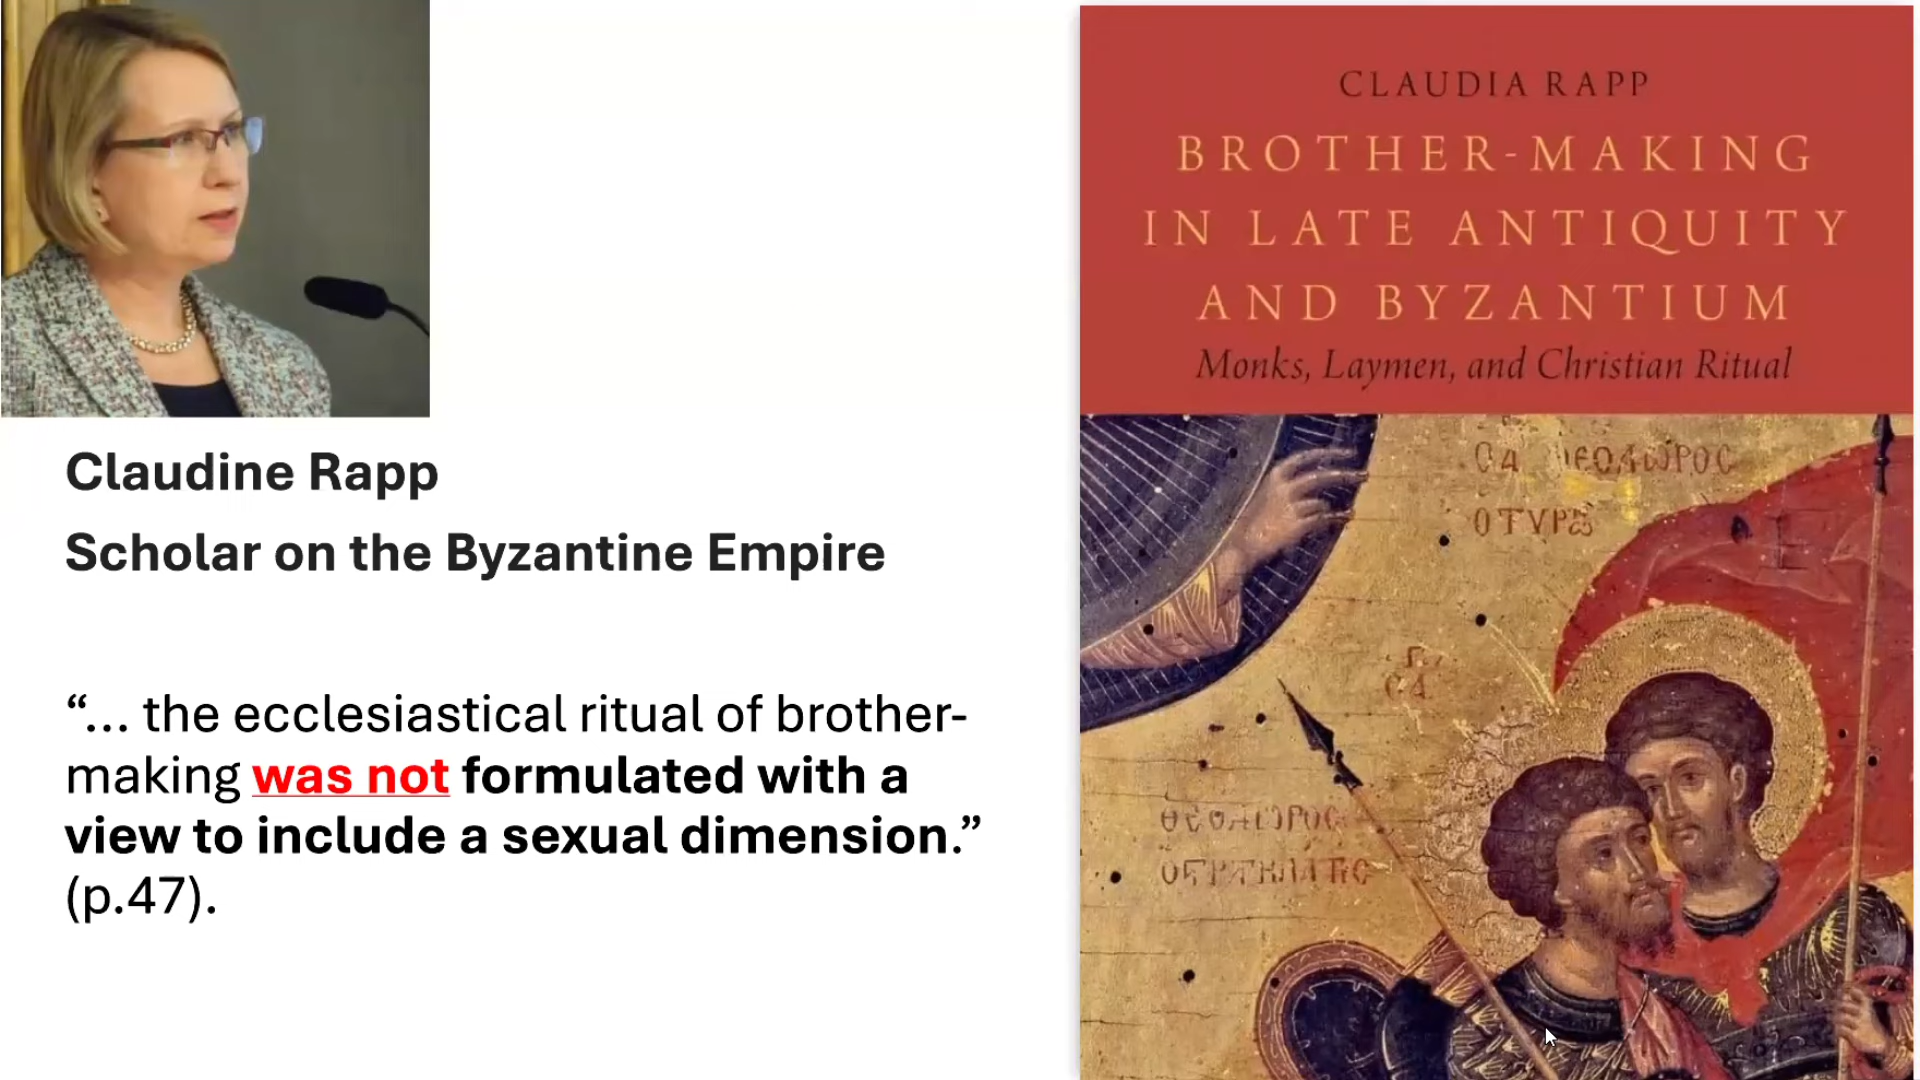 Claudine Rapp
Scholar on the Byzantine Empire
“... the ecclesiastical ritual of brother-
making was not formulated with a
view to include a sexual dimension.”
(p.47).
CLAUDIA RAPP
BROTHER-MAKING
IN LATE ANTIQUITY
AND BYZANTIUM
Monks, Laymen, and Christian Ritual